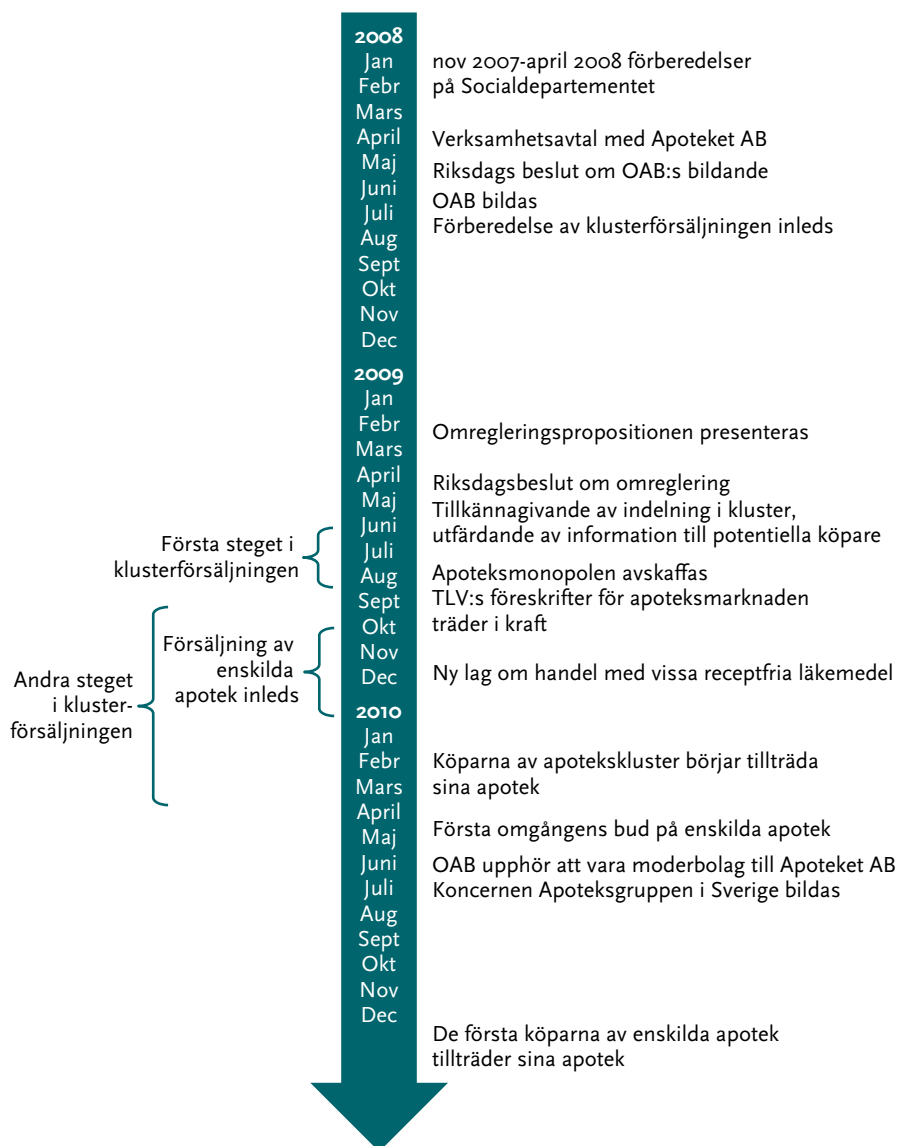 2008
Jan
Febr
Mars
April
Maj
Juni
Juli
Aug
Sept
Okt
Nov
Dec
2009
Jan
Febr
Mars
April
Maj
Juni
Juli
Aug
Sept
Okt
Nov
Dec
2010
Jan
Febr
Mars
April
Maj
Juni
Juli
Aug
Sept
Okt
Nov
Dec
nov 2007-april 2008 förberedelser
på Socialdepartementet
Verksamhetsavtal med Apoteket AB
Riksdags beslut om OAB:s bildande
OAB bildas
Förberedelse av klusterförsäljningen inleds
Omregleringspropositionen presenteras
Riksdagsbeslut om omreglering
Tillkännagivande av indelning i kluster,
utfärdande av information till potentiella köpare
Apoteksmonopolen avskaffas
TLV:s föreskrifter för apoteksmarknaden
träder i kraft
Ny lag om handel med vissa receptfria läkemedel
Köparna av apotekskluster börjar tillträda
sina apotek
Första omgångens bud på enskilda apotek
OAB upphör att vara moderbolag till Apoteket AB
Koncernen Apoteksgruppen i Sverige bildas
De första köparna av enskilda apotek
tillträder sina apotek
Första steget i
klusterförsäljningen
Försäljning av
enskilda
apotek inleds
Andra steget
i kluster-
försäljningen